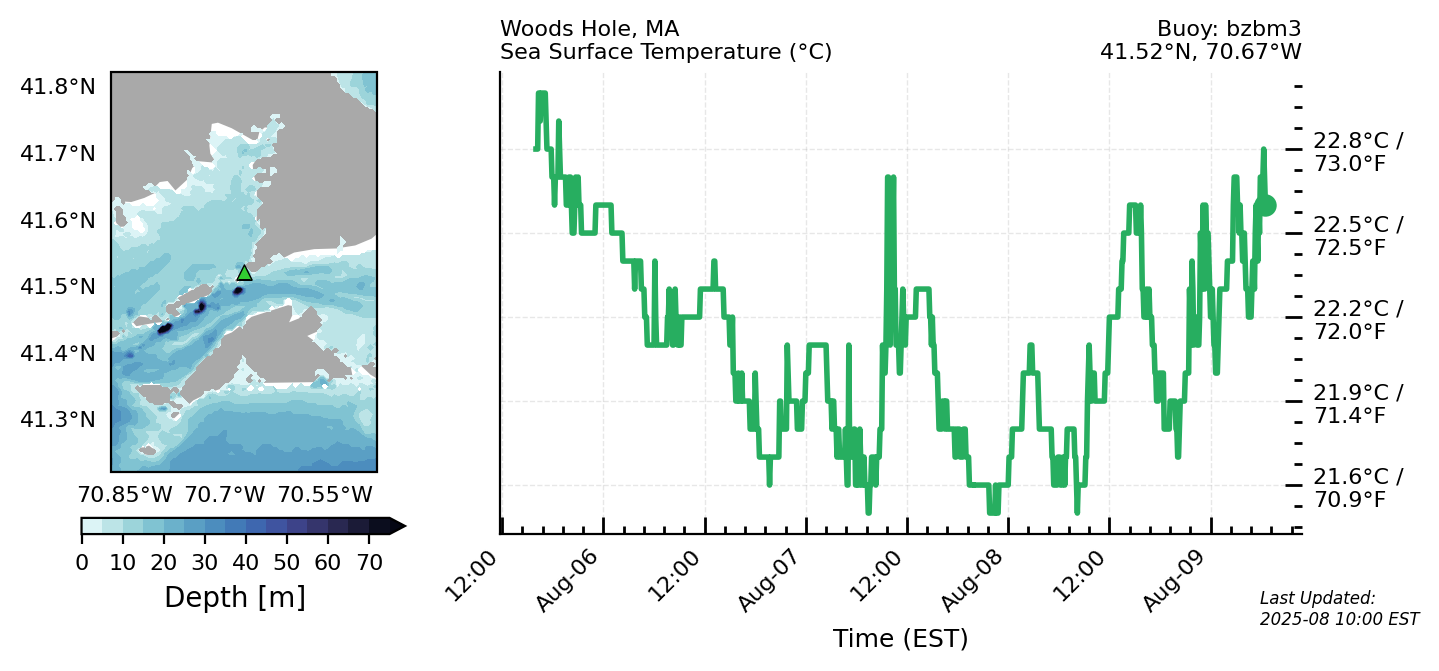 Woods Hole, MA
Sea Surface Temperature (°C)
Buoy: bzbm3
41.52°N, 70.67°W
41.8°N
41.7°N
41.6°N
41.5°N
41.4°N
41.3°N
70.85°W 70.7°W 70.55°W
0 10 20 30 40 50 60 70
Depth [m]
22.8°C /
73.0°F
22.5°C /
72.5°F
22.2°C /
72.0°F
21.9°C /
71.4°F
21.6°C /
70.9°F
12:00 Aug-06 12:00 Aug-07 12:00 Aug-08 12:00 Aug-09
Time (EST)
Last Updated:
2025-08 10:00 EST